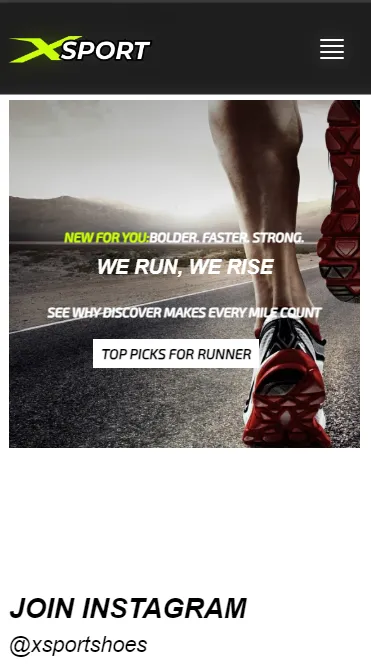 XSPORT
NEW FOR YOU:BOLDER. FASTER. STRONG.
WE RUN, WE RISE
SEE WHY DISCOVER MAKES EVERY MILE COUNT
TOP PICKS FOR RUNNER
JOIN INSTAGRAM
@xsportshoes